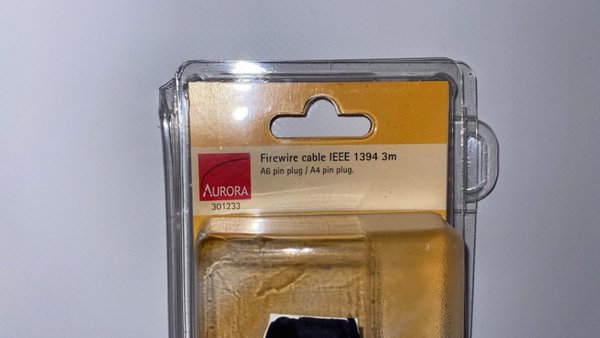 Firewire cable IEEE 1394 3m
A6 pin plug / A4 pin plug.
AURORA
301233